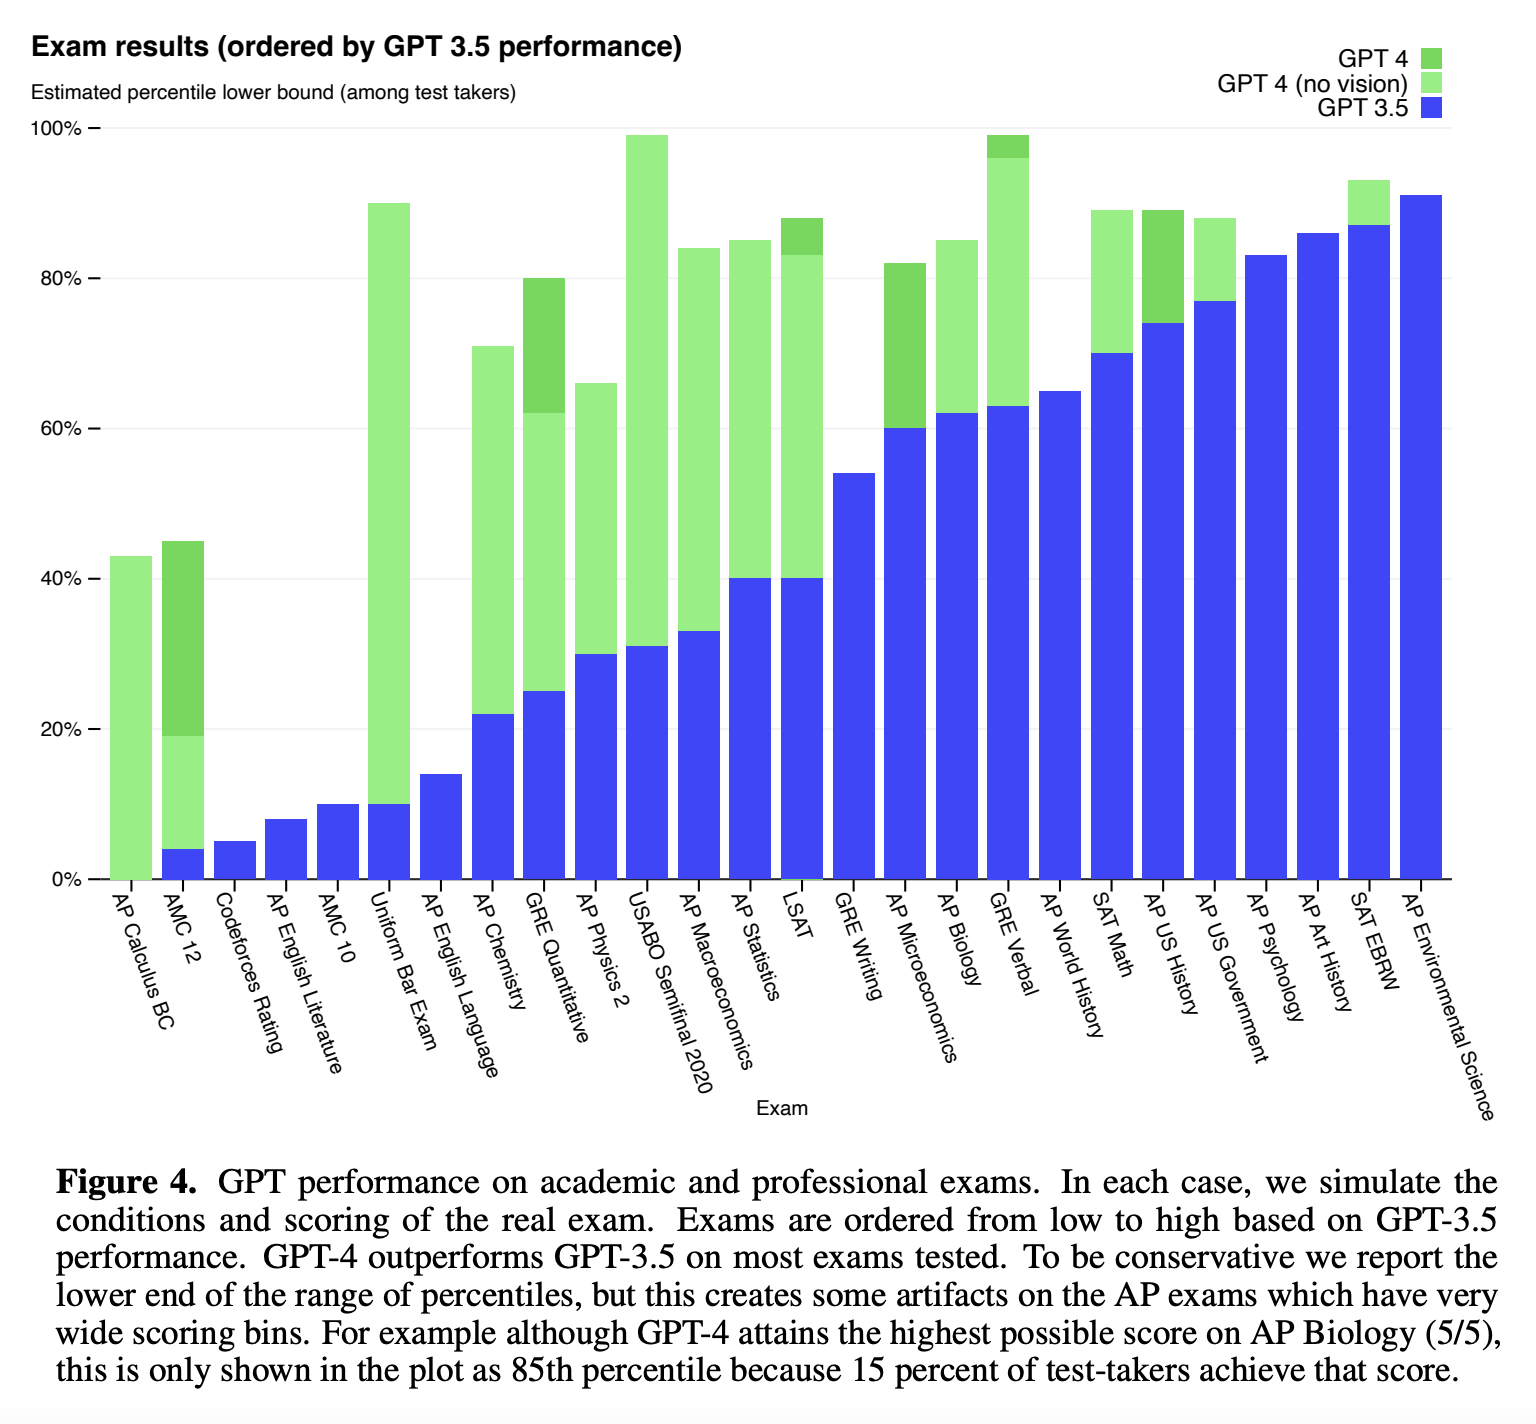 Exam results (ordered by GPT 3.5 performance)
Estimated percentile lower bound (among test takers)
GPT 4
GPT 4 (no vision)
GPT 3.5
100%
80%
60%
40%
20%
0%
AP Calculus BC
AMC 12
Codeforces Rating
AP English Literature
AMC 10
Uniform Bar Exam
AP English Language
AP Chemistry
GRE Quantitative
AP Physics 2
USABO Semifinal 2020
AP Macroeconomics
AP Statistics
LSAT
GRE Writing
AP Microeconomics
AP Biology
GRE Verbal
AP World History
SAT Math
AP US History
AP US Government
AP Psychology
AP Art History
SAT EBRW
AP Environmental Science
Exam
Figure 4. GPT performance on academic and professional exams. In each case, we simulate the
conditions and scoring of the real exam. Exams are ordered from low to high based on GPT-3.5
performance. GPT-4 outperforms GPT-3.5 on most exams tested. To be conservative we report the
lower end of the range of percentiles, but this creates some artifacts on the AP exams which have very
wide scoring bins. For example although GPT-4 attains the highest possible score on AP Biology (5/5),
this is only shown in the plot as 85th percentile because 15 percent of test-takers achieve that score.